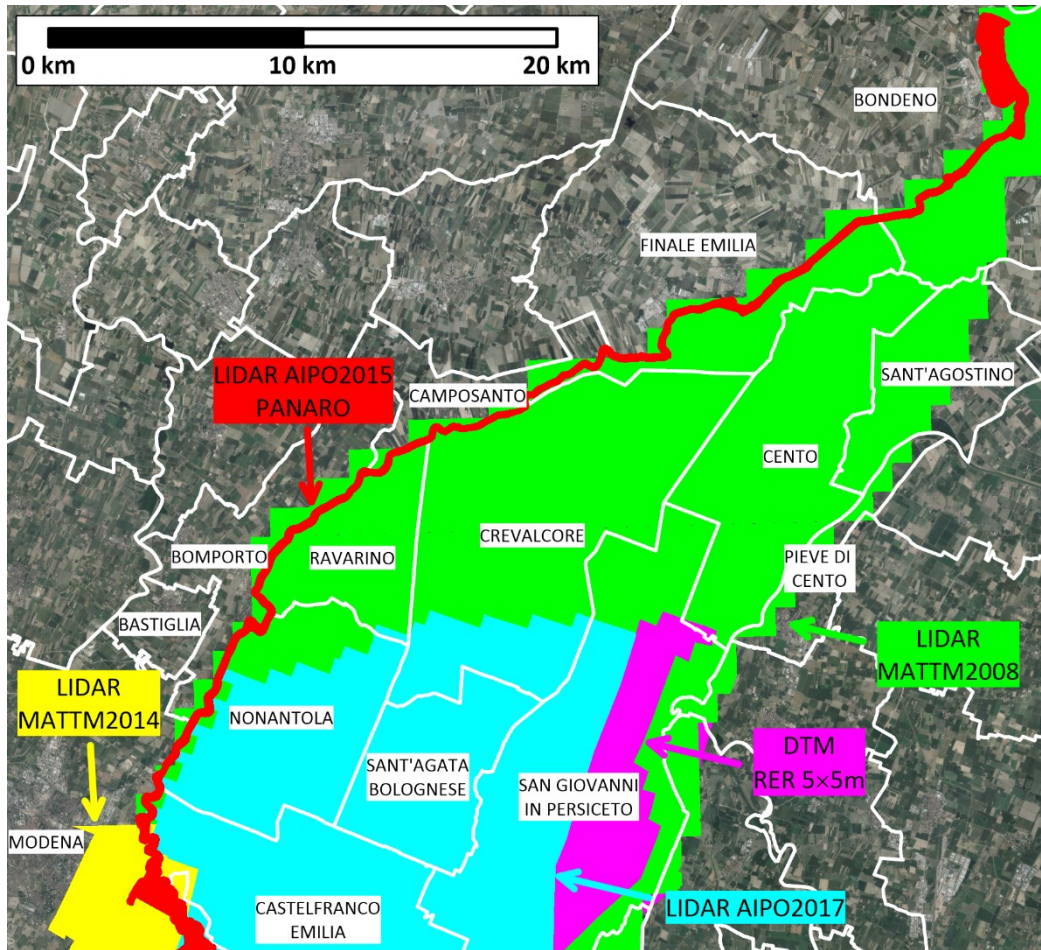 0 km 10 km 20 km
BONDENO
FINALE EMILIA
LIDAR AIPO2015
PANARO
CAMPOSANTO
SANT'AGOSTINO
CENTO
CREVALCORE
BOMPORTO
RAVARINO
PIEVE DI
CENTO
BASTIGLIA
LIDAR
MATTM2008
LIDAR
MATTM2014
NONANTOLA
DTM
RER 5×5m
SANT'AGATA
BOLOGNESE
SAN GIOVANNI
IN PERSICETO
MODENA
LIDAR AIPO2017
CASTELFRANCO
EMILIA